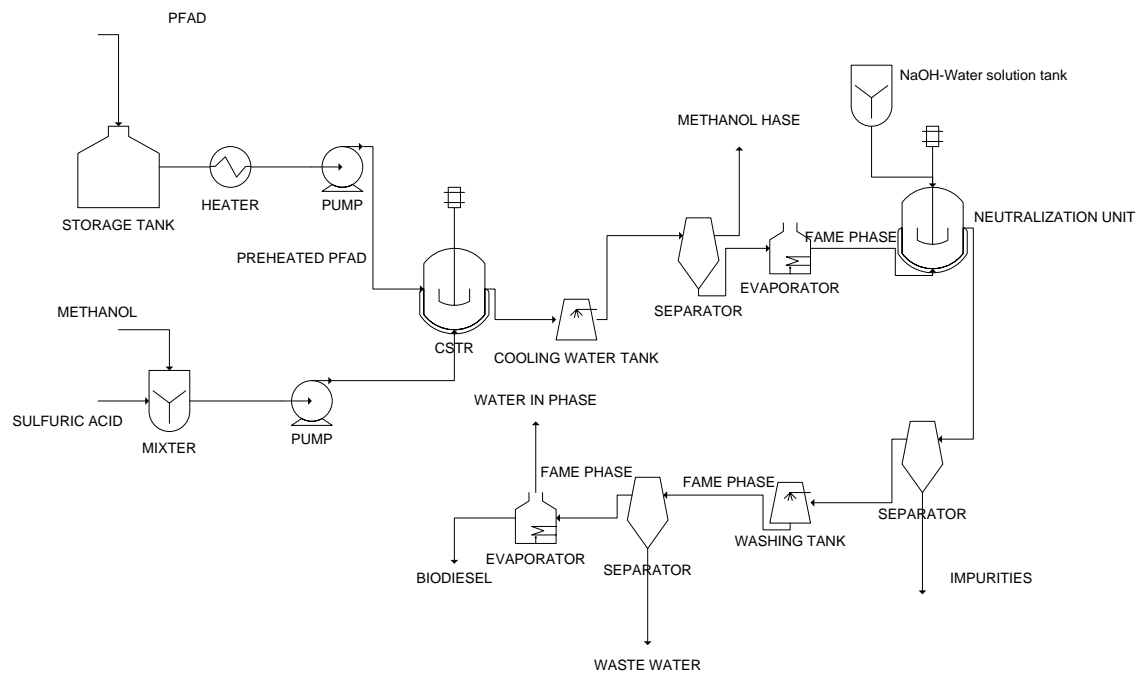 PFAD
NaOH-Water solution tank
METHANOL HASE
STORAGE TANK
HEATER
PUMP
NEUTRALIZATION UNIT
FAME PHASE
PREHEATED PFAD
EVAPORATOR
SEPARATOR
METHANOL
CSTR
COOLING WATER TANK
SULFURIC ACID
MIXTER
PUMP
WATER IN PHASE
FAME PHASE
FAME PHASE
SEPARATOR
WASHING TANK
EVAPORATOR
SEPARATOR
BIODIESEL
IMPURITIES
WASTE WATER